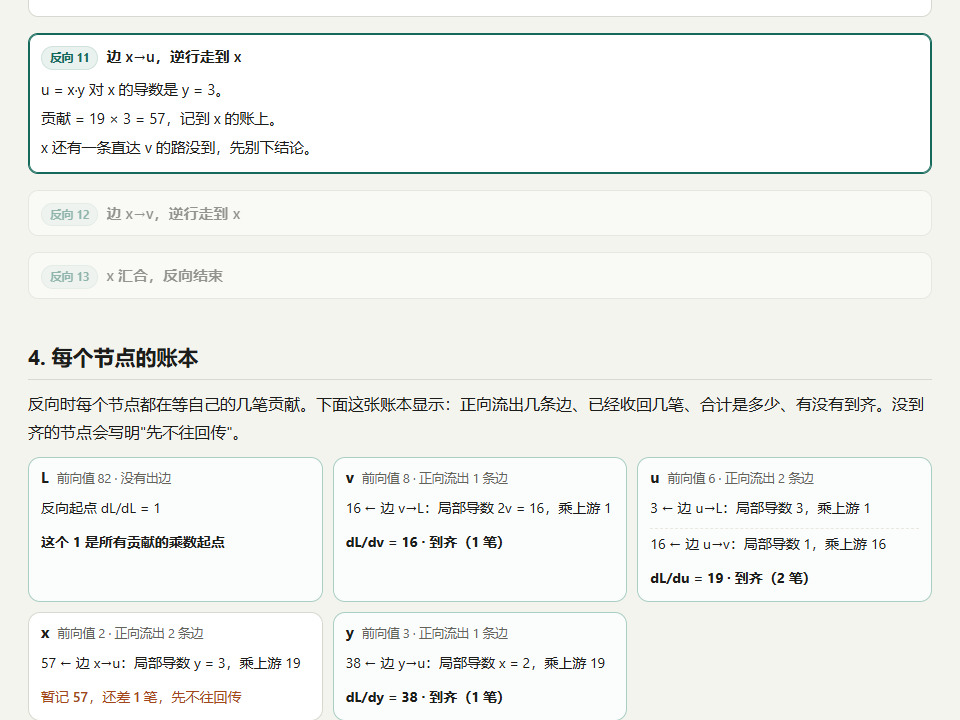 反向 11 边 x→u，逆行走到 x
u = x·y 对 x 的导数是 y = 3。
贡献 = 19 × 3 = 57，记到 x 的账上。
x 还有一条直达 v 的路没到，先别下结论。
反向 12 边 x→v，逆行走到 x
反向 13 x 汇合，反向结束
4. 每个节点的账本
反向时每个节点都在等自己的几笔贡献。下面这张账本显示：正向流出几条边、已经收回几笔、合计是多少、有没有到齐。没到
齐的节点会写明"先不往回传"。
L 前向值 82 · 没有出边
反向起点 dL/dL = 1
这个 1 是所有贡献的乘数起点
v 前向值 8 · 正向流出 1 条边
16 ← 边 v→L：局部导数 2v = 16，乘上游 1
dL/dv = 16 · 到齐（1 笔）
u 前向值 6 · 正向流出 2 条边
3 ← 边 u→L：局部导数 3，乘上游 1
16 ← 边 u→v：局部导数 1，乘上游 16
dL/du = 19 · 到齐（2 笔）
x 前向值 2 · 正向流出 2 条边
57 ← 边 x→u：局部导数 y = 3，乘上游 19
暂记 57，还差 1 笔，先不往回传
y 前向值 3 · 正向流出 1 条边
38 ← 边 y→u：局部导数 x = 2，乘上游 19
dL/dy = 38 · 到齐（1 笔）